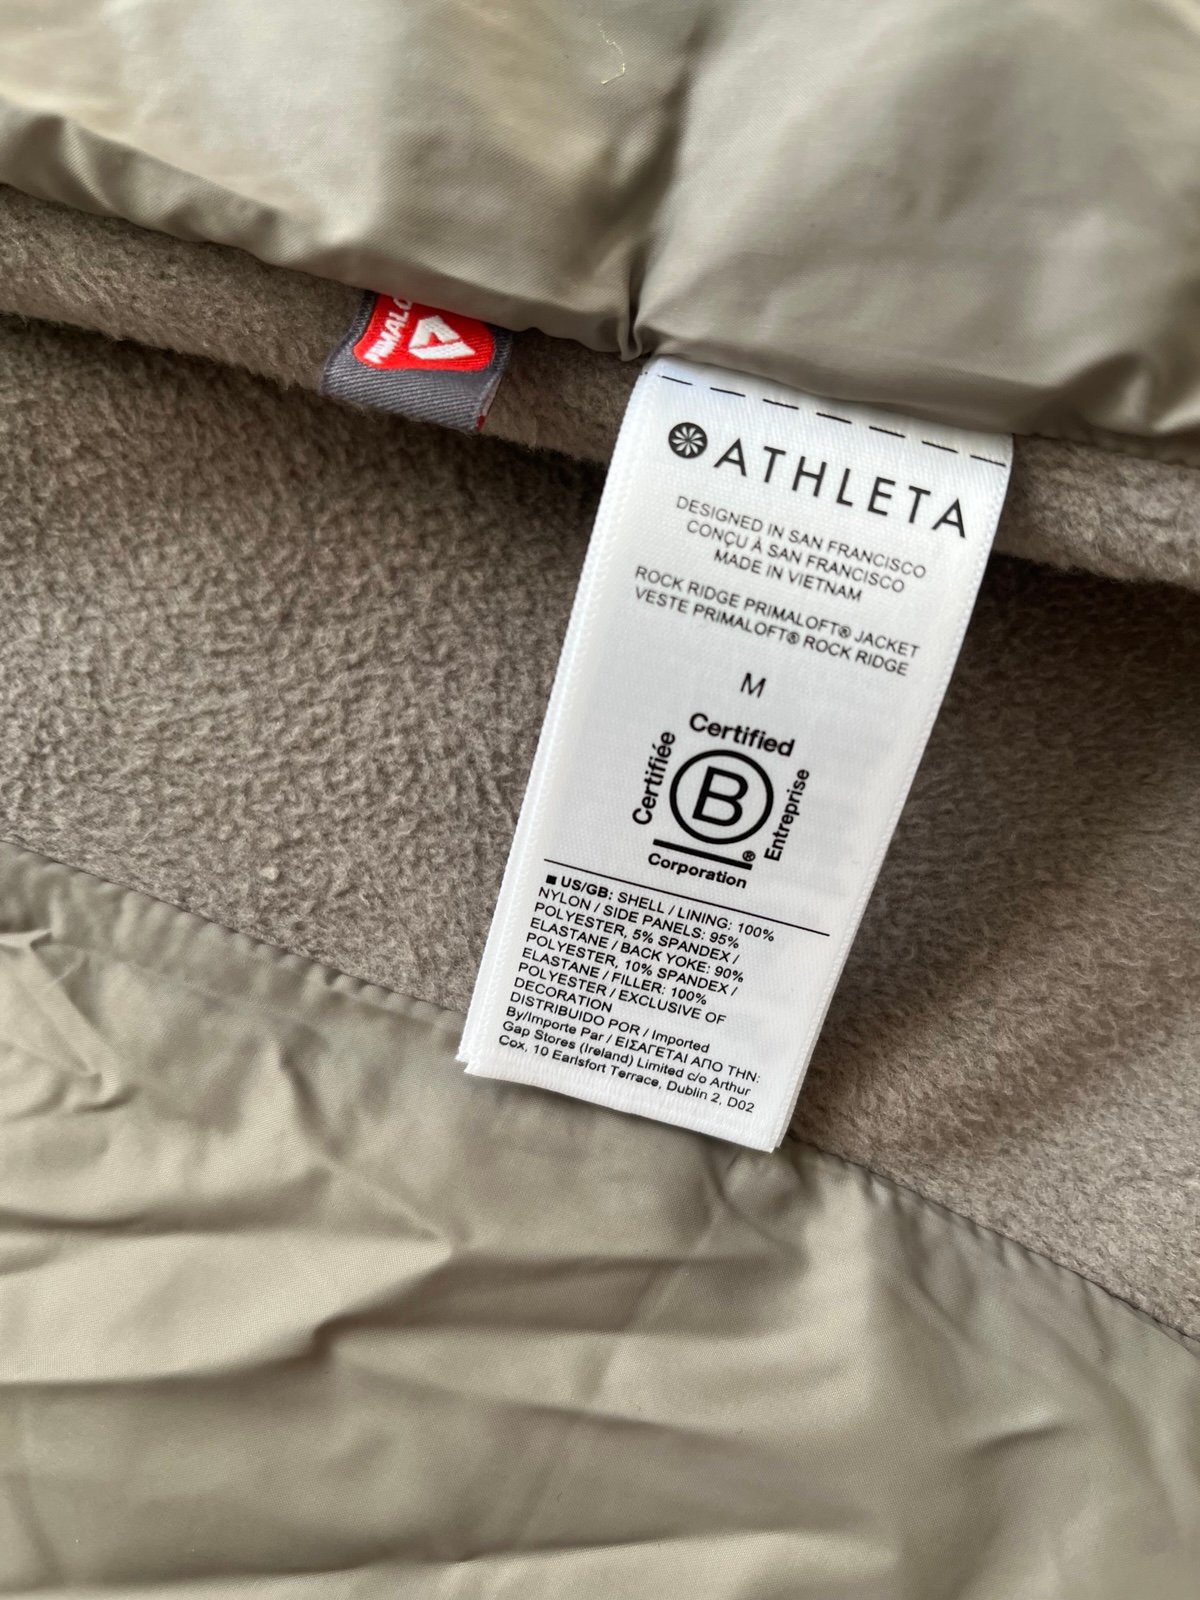 PRIMALO
ATHLETA
DESIGNED IN SAN FRANCISCO
CONÇU À SAN FRANCISCO
MADE IN VIETNAM
ROCK RIDGE PRIMALOFT® JACKET
VESTE PRIMALOFT® ROCK RIDGE
M
Certified
Certifiée
B
Entreprise
®
Corporation
■ US/GB: SHELL / LINING: 100%
NYLON / SIDE PANELS: 95%
POLYESTER, 5% SPANDEX /
ELASTANE / BACK YOKE: 90%
POLYESTER, 10% SPANDEX /
ELASTANE / FILLER: 100%
POLYESTER / EXCLUSIVE OF
DECORATION
DISTRIBUIDO POR / Imported
By/Importe Par / ΕΙΣΑΓΕΤΑΙ ΑΠΟ ΤΗΝ:
Gap Stores (Ireland) Limited c/o Arthur
Cox, 10 Earlsfort Terrace, Dublin 2, D02